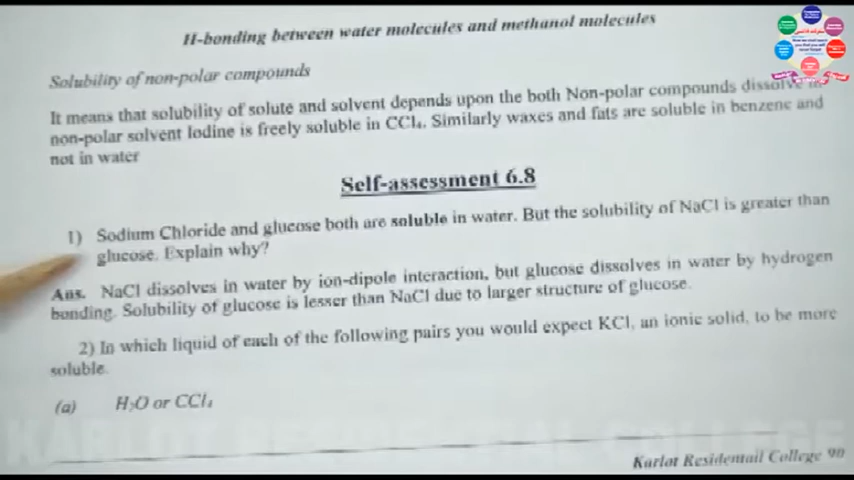 H-bonding between water molecules and methanol molecules
Solubility of non-polar compounds
It means that solubility of solute and solvent depends upon the both Non-polar compounds dissolve in
non-polar solvent Iodine is freely soluble in CCl₄. Similarly waxes and fats are soluble in benzene and
not in water
Self-assessment 6.8
1) Sodium Chloride and glucose both are soluble in water. But the solubility of NaCl is greater than
glucose. Explain why?
Ans. NaCl dissolves in water by ion-dipole interaction, but glucose dissolves in water by hydrogen
bonding. Solubility of glucose is lesser than NaCl due to larger structure of glucose.
2) In which liquid of each of the following pairs you would expect KCl, an ionic solid, to be more
soluble.
(a) H₂O or CCl₄
KARLOT RESIDENTIAL COLLEGE
Karlot Residentail College 90